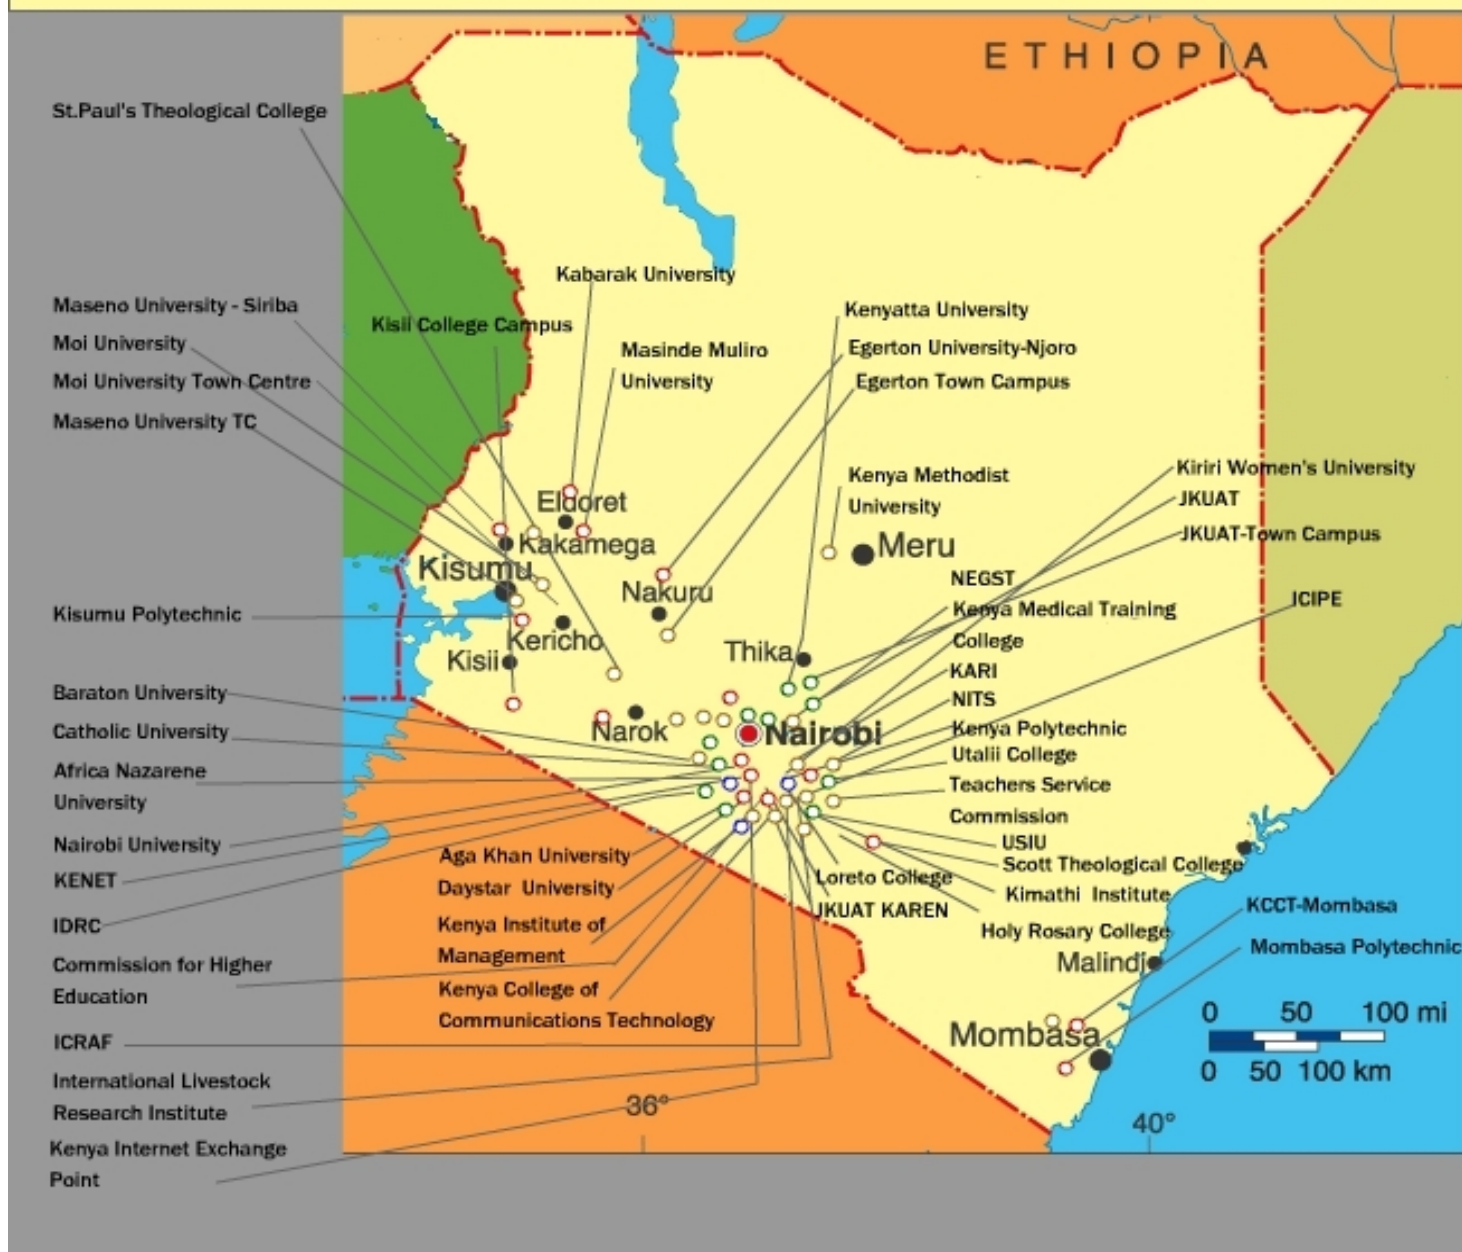 ETHIOPIA
St.Paul's Theological College
Kabarak University
Maseno University - Siriba
Kisii College Campus
Kenyatta University
Moi University
Masinde Muliro
University
Egerton University-Njoro
Moi University Town Centre
Egerton Town Campus
Maseno University TC
Kenya Methodist
University
Kiriri Women's University
JKUAT
JKUAT-Town Campus
Eldoret
Kakamega
Meru
Kisumu
Nakuru
NEGST
ICIPE
Kisumu Polytechnic
Kenya Medical Training
College
Kericho
Kisii
Thika
KARI
Baraton University
NITS
Narok
Nairobi
Kenya Polytechnic
Catholic University
Utalii College
Africa Nazarene
University
Teachers Service
Commission
Nairobi University
USIU
Aga Khan University
Scott Theological College
KENET
Loreto College
Daystar University
Kimathi Institute
JKUAT KAREN
KCCT-Mombasa
IDRC
Kenya Institute of
Management
Holy Rosary College
Mombasa Polytechnic
Commission for Higher
Education
Malindi
Kenya College of
Communications Technology
0 50 100 mi
Mombasa
ICRAF
0 50 100 km
International Livestock
Research Institute
36°
40°
Kenya Internet Exchange
Point